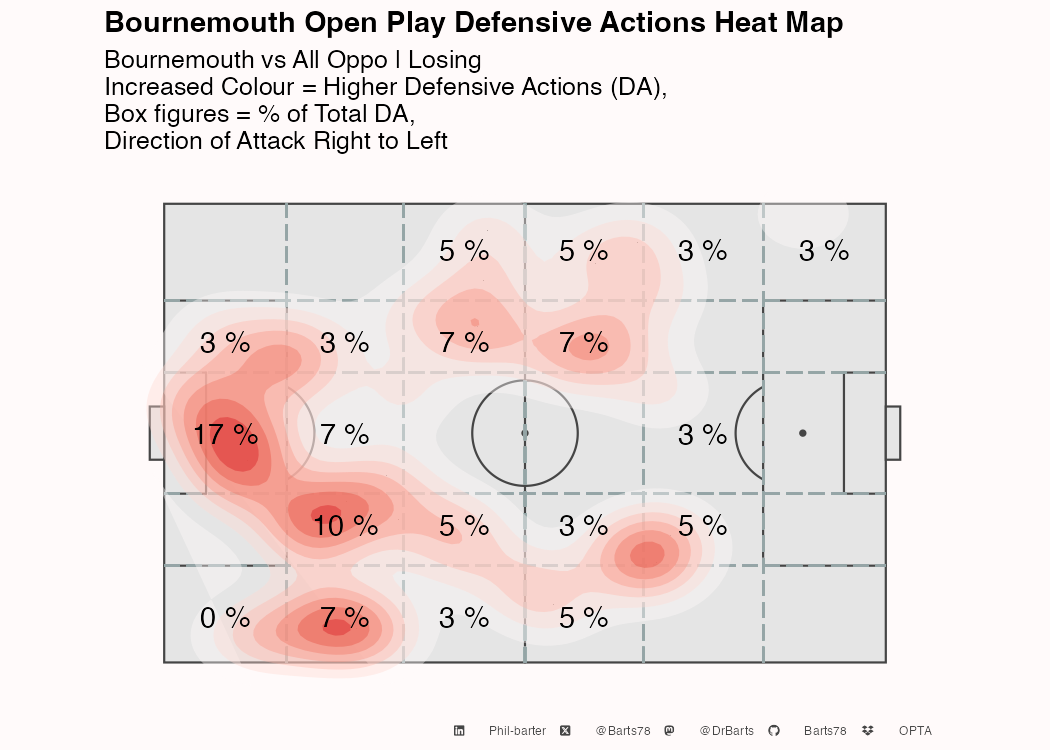 Bournemouth Open Play Defensive Actions Heat Map
Bournemouth vs All Oppo | Losing
Increased Colour = Higher Defensive Actions (DA),
Box figures = % of Total DA,
Direction of Attack Right to Left
5 % 5 % 3 % 3 %
3 % 3 % 7 % 7 %
17 % 7 % 3 %
10 % 5 % 3 % 5 %
0 % 7 % 3 % 5 %
Phil-barter @Barts78 @DrBarts Barts78 OPTA